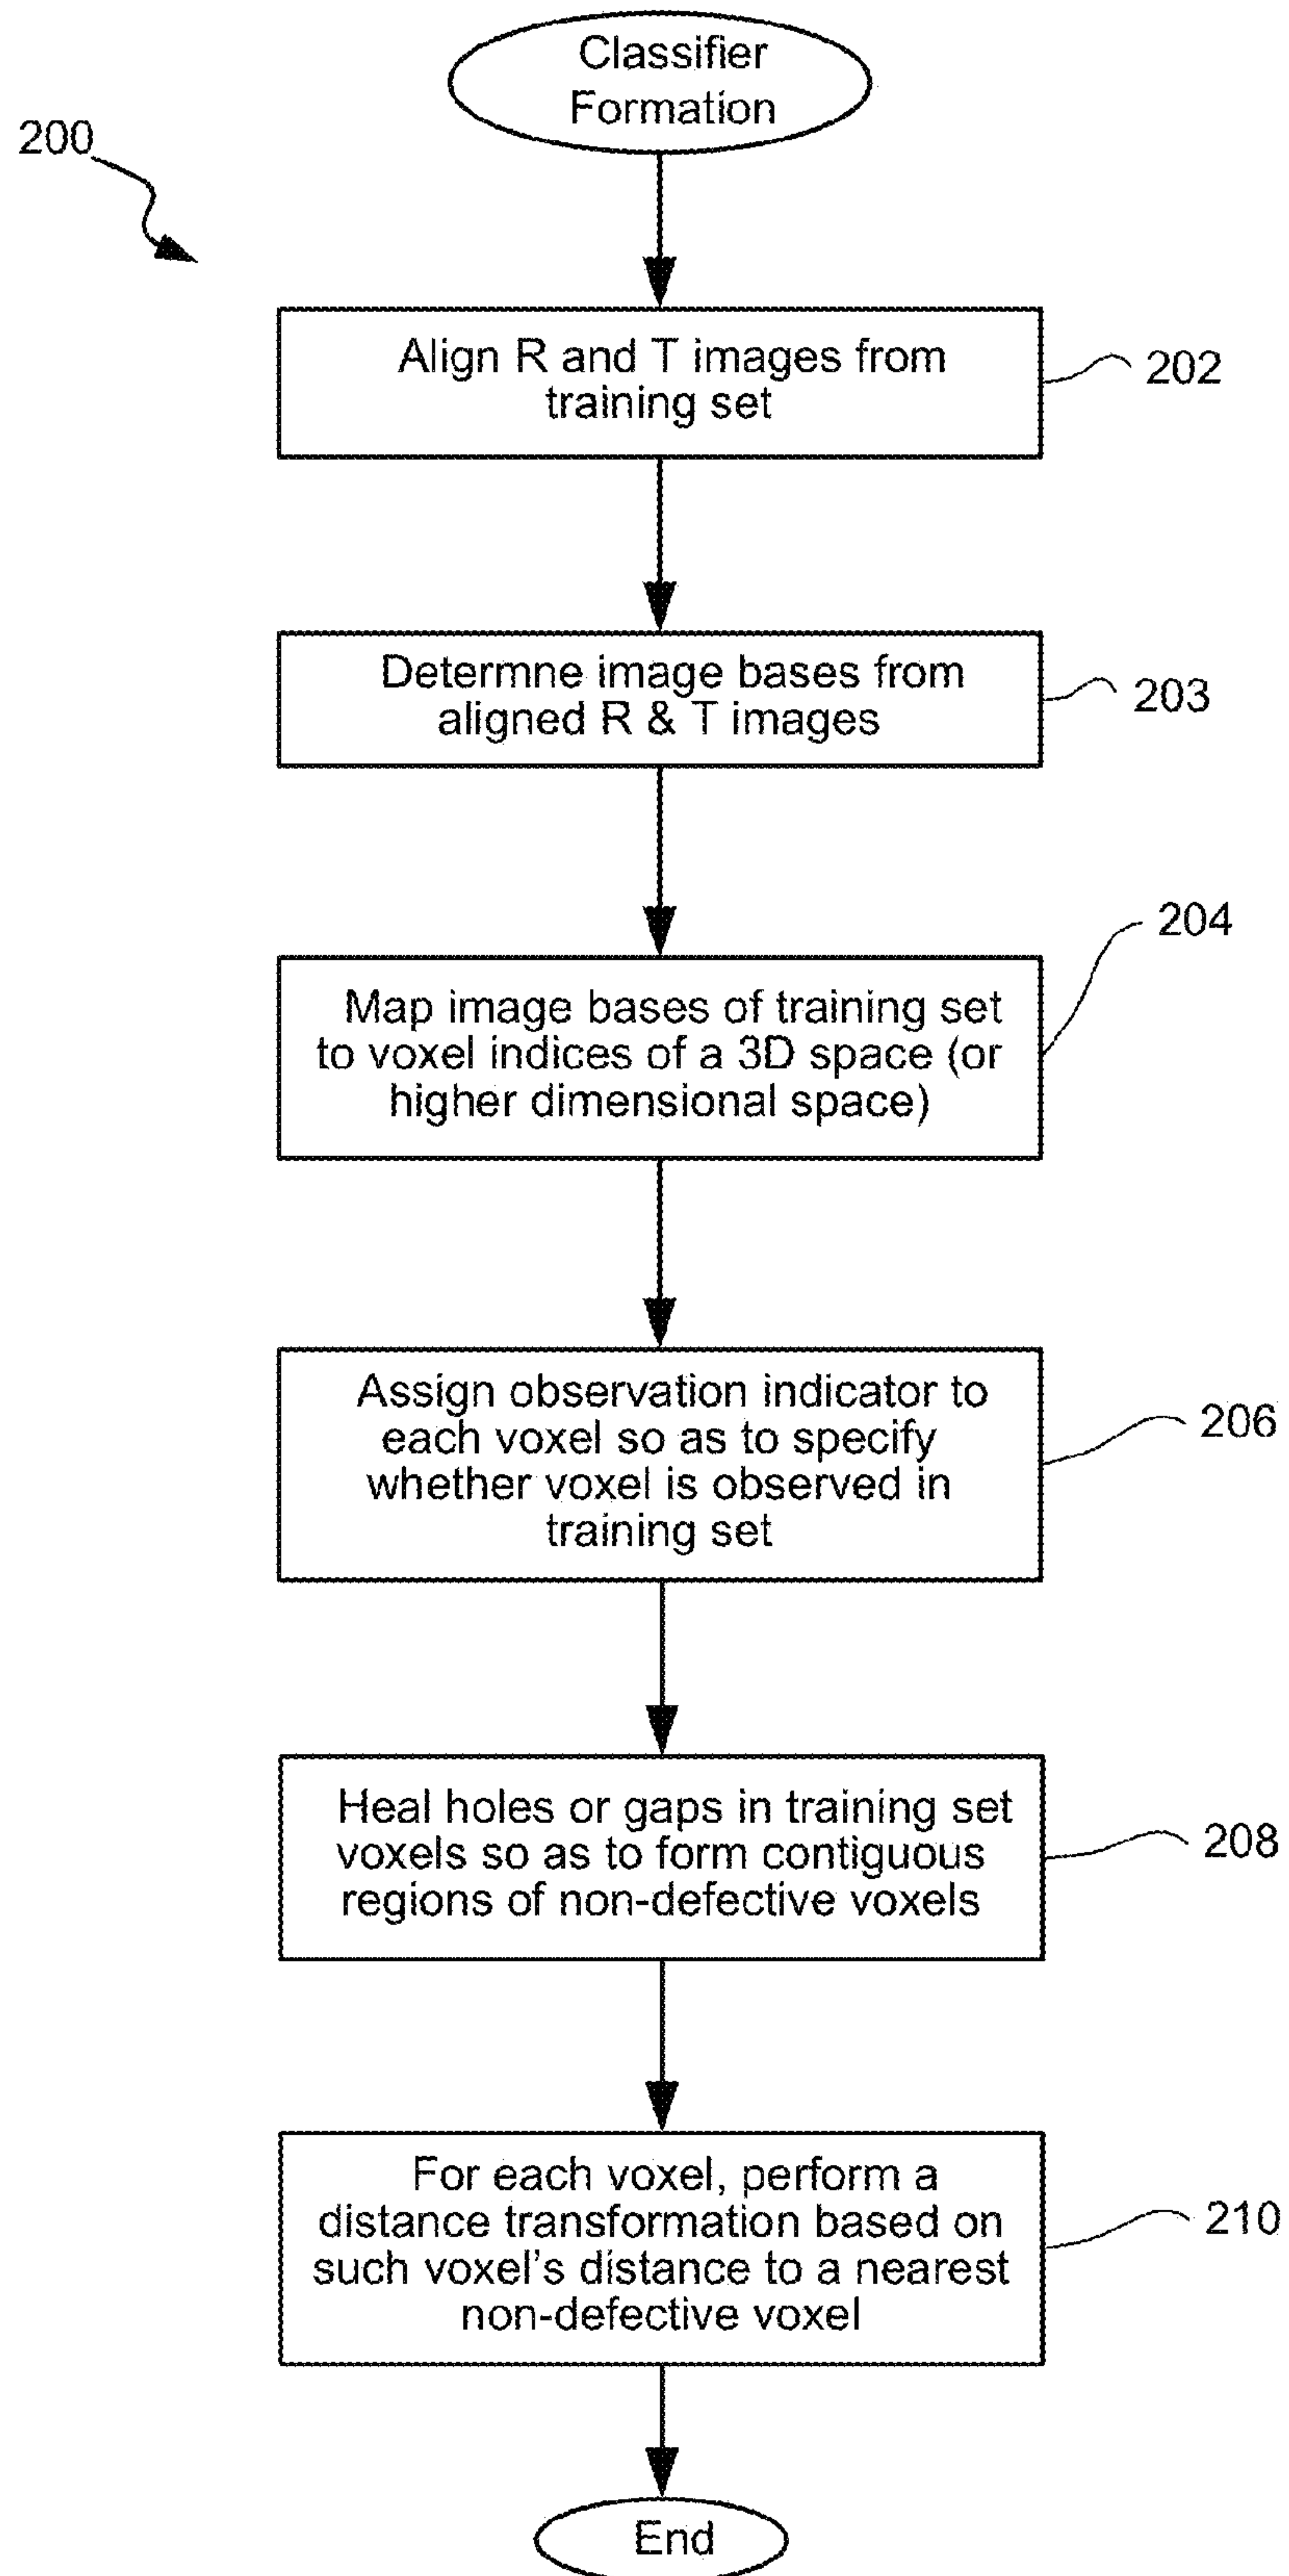 Classifier
Formation
200
Align R and T images from
training set
202
Determne image bases from
aligned R & T images
203
204
Map image bases of training set
to voxel indices of a 3D space (or
higher dimensional space)
Assign observation indicator to
each voxel so as to specify
whether voxel is observed in
training set
206
Heal holes or gaps in training set
voxels so as to form contiguous
regions of non-defective voxels
208
For each voxel, perform a
distance transformation based on
such voxel's distance to a nearest
non-defective voxel
210
End